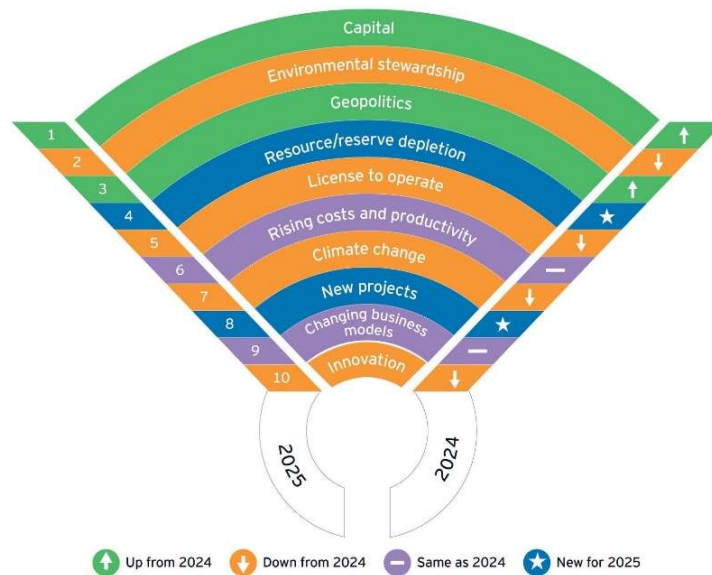 Capital
Environmental stewardship
Geopolitics
Resource/reserve depletion
License to operate
Rising costs and productivity
Climate change
New projects
Changing business
models
Innovation
1
2
3
4
5
6
7
8
9
10
2025
2024
Up from 2024
Down from 2024
Same as 2024
New for 2025